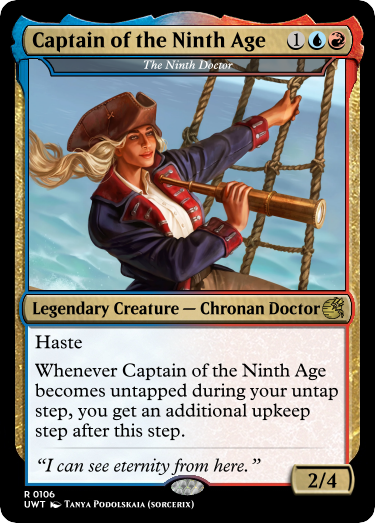 Captain of the Ninth Age 1
The Ninth Doctor
Legendary Creature — Chronan Doctor
Haste
Whenever Captain of the Ninth Age
becomes untapped during your untap
step, you get an additional upkeep
step after this step.
“I can see eternity from here.”
2/4
R 0106
UWT TANYA PODOLSKAIA (SORCERIX)